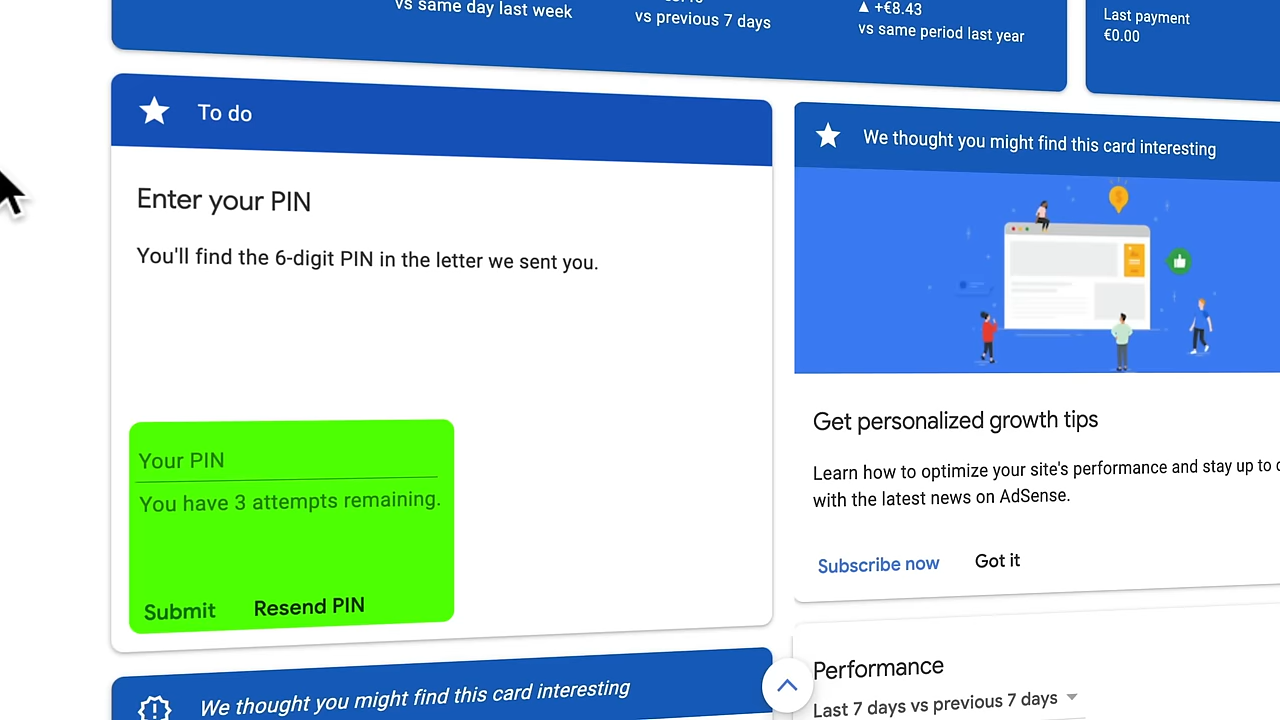 vs same day last week
vs previous 7 days
▲ +€8.43
vs same period last year
Last payment
€0.00
To do
Enter your PIN
You'll find the 6-digit PIN in the letter we sent you.
Your PIN
You have 3 attempts remaining.
Submit
Resend PIN
We thought you might find this card interesting
We thought you might find this card interesting
Get personalized growth tips
Learn how to optimize your site's performance and stay up to
with the latest news on AdSense.
Subscribe now
Got it
Performance
Last 7 days vs previous 7 days